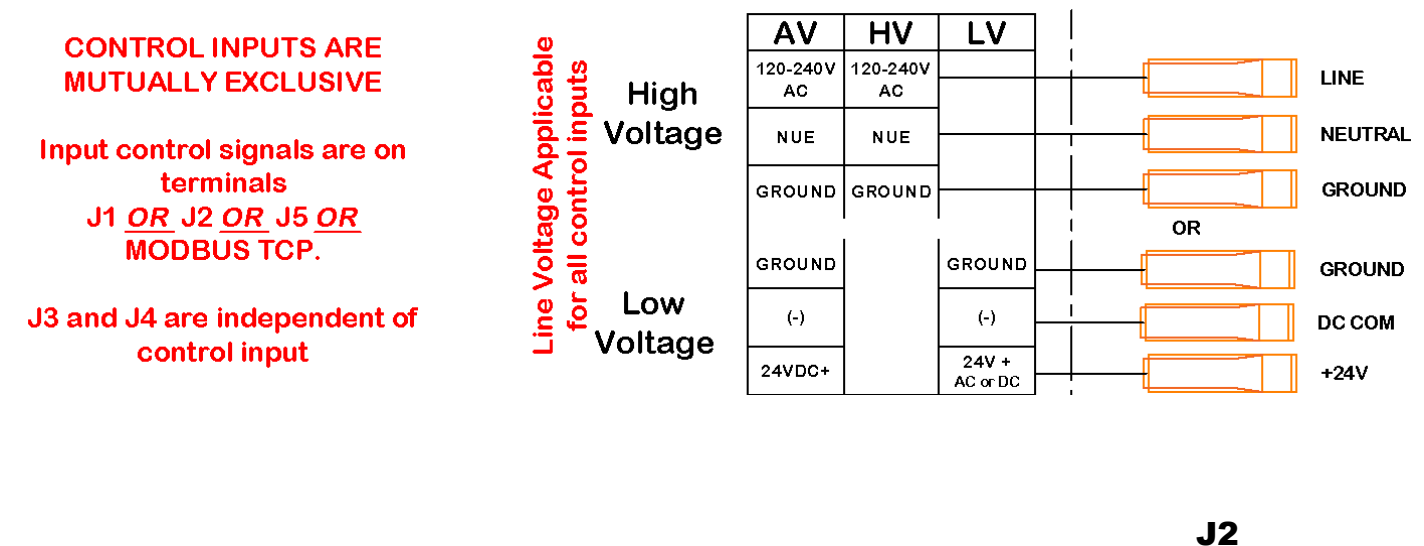 CONTROL INPUTS ARE
MUTUALLY EXCLUSIVE
Input control signals are on
terminals
J1 OR J2 OR J5 OR
MODBUS TCP.
J3 and J4 are independent of
control input
Line Voltage Applicable
for all control inputs
High
Voltage
Low
Voltage
AV HV LV
120-240V 120-240V
AC AC
LINE
NUE NUE
NEUTRAL
GROUND GROUND
GROUND
OR
GROUND GROUND
GROUND
(-) (-)
DC COM
24VDC+
24V +
AC or DC
+24V
J2